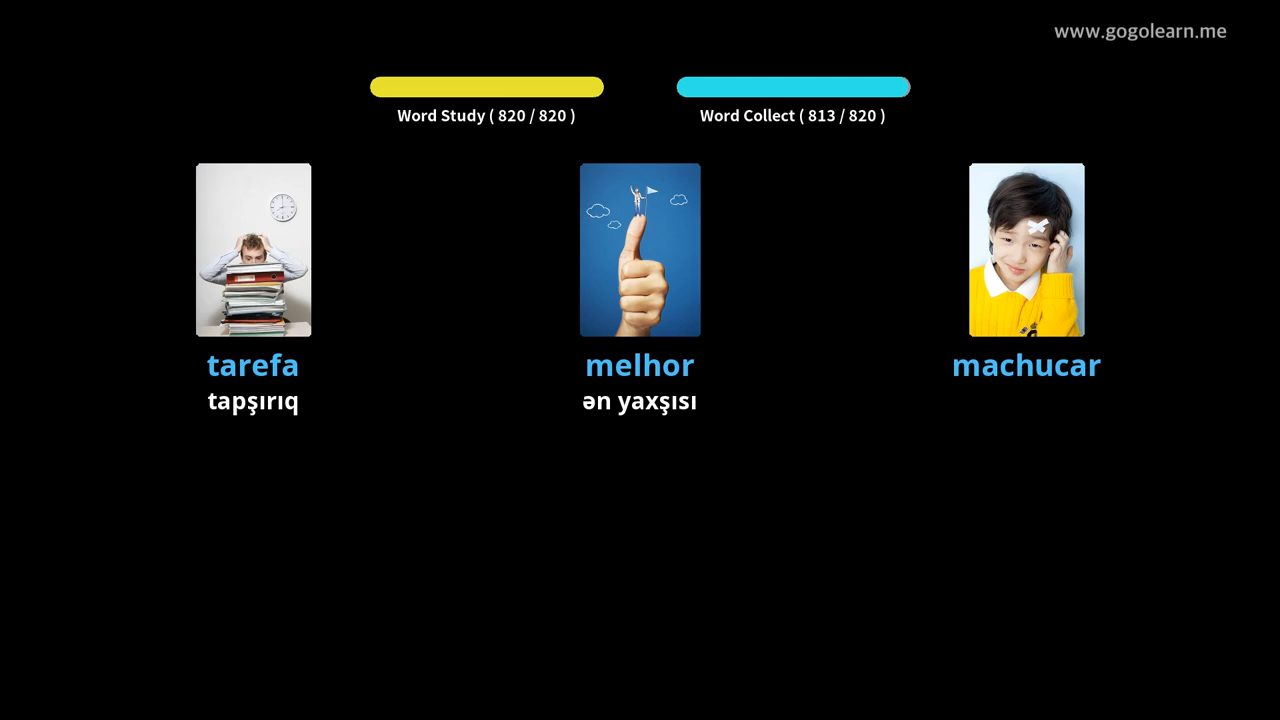 www.gogolearn.me
Word Study ( 820 / 820 )
Word Collect ( 813 / 820 )
tarefa
tapşırıq
melhor
ən yaxşısı
machucar